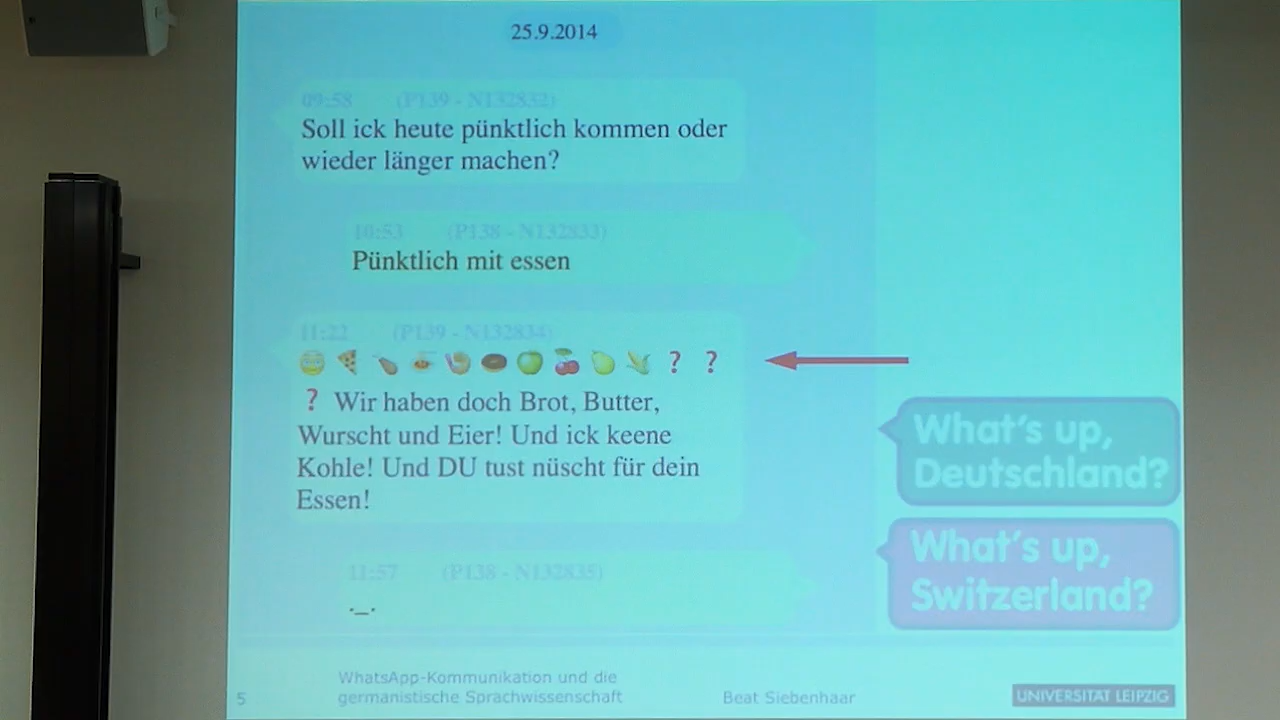 25.9.2014
09:58 (P139 - N132832)
Soll ick heute pünktlich kommen oder
wieder länger machen?
10:53 (P138 - N132833)
Pünktlich mit essen
11:22 (P139 - N132834)
❓ ❓
❓ Wir haben doch Brot, Butter,
Wurscht und Eier! Und ick keene
Kohle! Und DU tust nüscht für dein
Essen!
11:57 (P138 - N132835)
._.
What's up,
Deutschland?
What's up,
Switzerland?
5
WhatsApp-Kommunikation und die
germanistische Sprachwissenschaft
Beat Siebenhaar
UNIVERSITÄT LEIPZIG